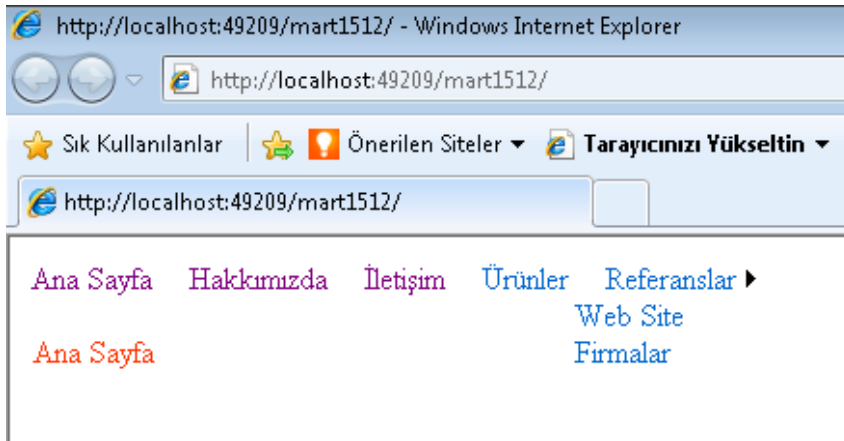 http://localhost:49209/mart1512/ - Windows Internet Explorer
http://localhost:49209/mart1512/
Sık Kullanılanlar Önerilen Siteler Tarayıcınızı Yükseltin
http://localhost:49209/mart1512/
Ana Sayfa Hakkımızda İletişim Ürünler Referanslar
Web Site
Ana Sayfa Firmalar